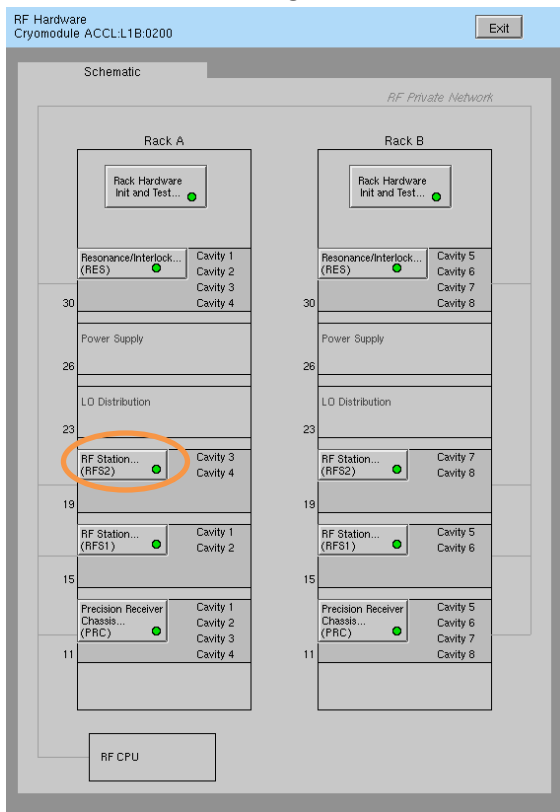 RF Hardware
Cryomodule ACCL:L1B:0200
Exit
Schematic
RF Private Network
Rack A
Rack Hardware
Init and Test...
Resonance/Interlock...
(RES)
Cavity 1
Cavity 2
Cavity 3
Cavity 4
30
Power Supply
26
LO Distribution
23
RF Station...
(RFS2)
Cavity 3
Cavity 4
19
RF Station...
(RFS1)
Cavity 1
Cavity 2
15
Precision Receiver
Chassis...
(PRC)
Cavity 1
Cavity 2
Cavity 3
Cavity 4
11
RF CPU
Rack B
Rack Hardware
Init and Test...
Resonance/Interlock...
(RES)
Cavity 5
Cavity 6
Cavity 7
Cavity 8
30
Power Supply
26
LO Distribution
23
RF Station...
(RFS2)
Cavity 7
Cavity 8
19
RF Station...
(RFS1)
Cavity 5
Cavity 6
15
Precision Receiver
Chassis...
(PRC)
Cavity 5
Cavity 6
Cavity 7
Cavity 8
11